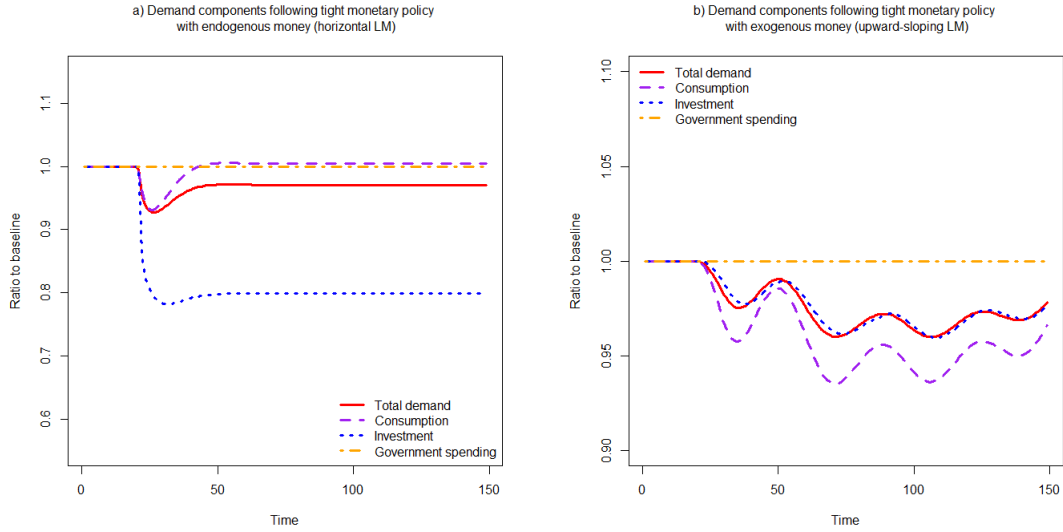 a) Demand components following tight monetary policy
with endogenous money (horizontal LM)
Ratio to baseline
1.1
1.0
0.9
0.8
0.7
0.6
Total demand
Consumption
Investment
Government spending
0
50
100
150
Time
b) Demand components following tight monetary policy
with exogenous money (upward-sloping LM)
Ratio to baseline
1.10
1.05
1.00
0.95
0.90
Total demand
Consumption
Investment
Government spending
0
50
100
150
Time